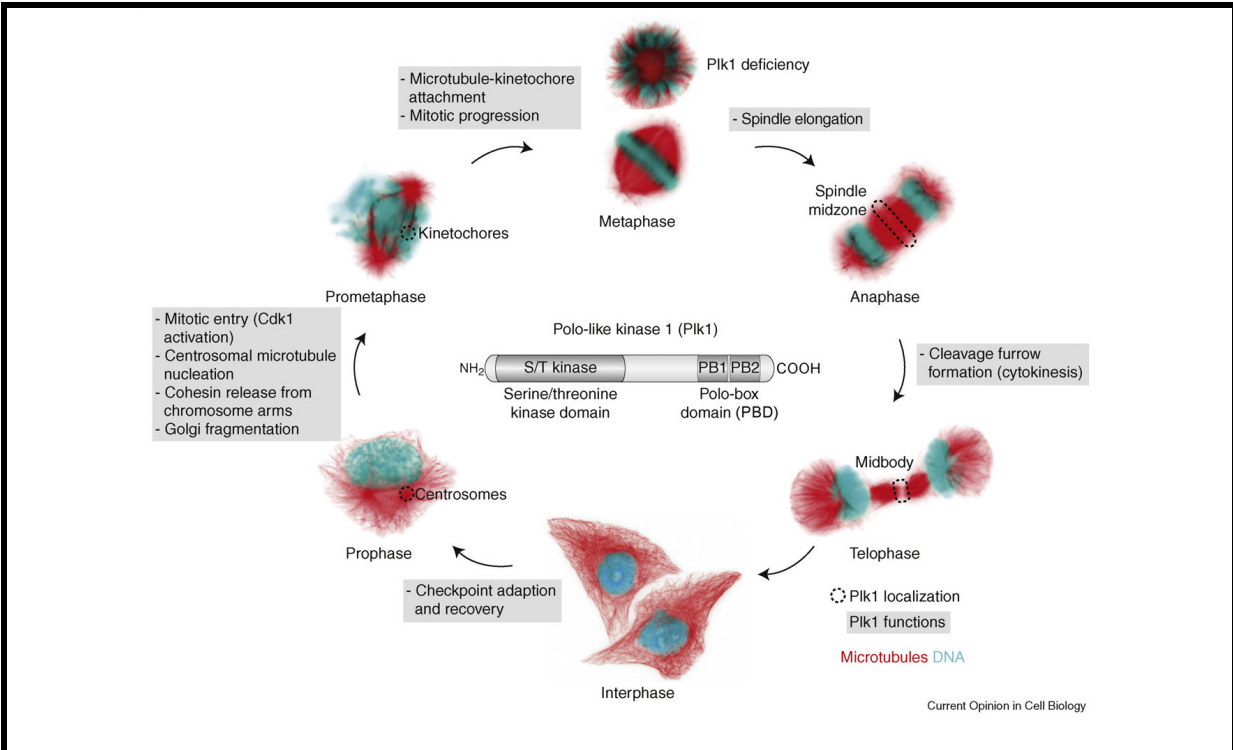 Plk1 deficiency
- Microtubule-kinetochore
attachment
- Mitotic progression
- Spindle elongation
Metaphase
Spindle
midzone
Kinetochores
Prometaphase
Anaphase
- Mitotic entry (Cdk1
activation)
- Centrosomal microtubule
nucleation
- Cohesin release from
chromosome arms
- Golgi fragmentation
Polo-like kinase 1 (Plk1)
NH2 S/T kinase PB1 PB2 COOH
Serine/threonine
kinase domain
Polo-box
domain (PBD)
- Cleavage furrow
formation (cytokinesis)
Centrosomes
Prophase
Midbody
Telophase
- Checkpoint adaption
and recovery
Interphase
Plk1 localization
Plk1 functions
Microtubules DNA
Current Opinion in Cell Biology